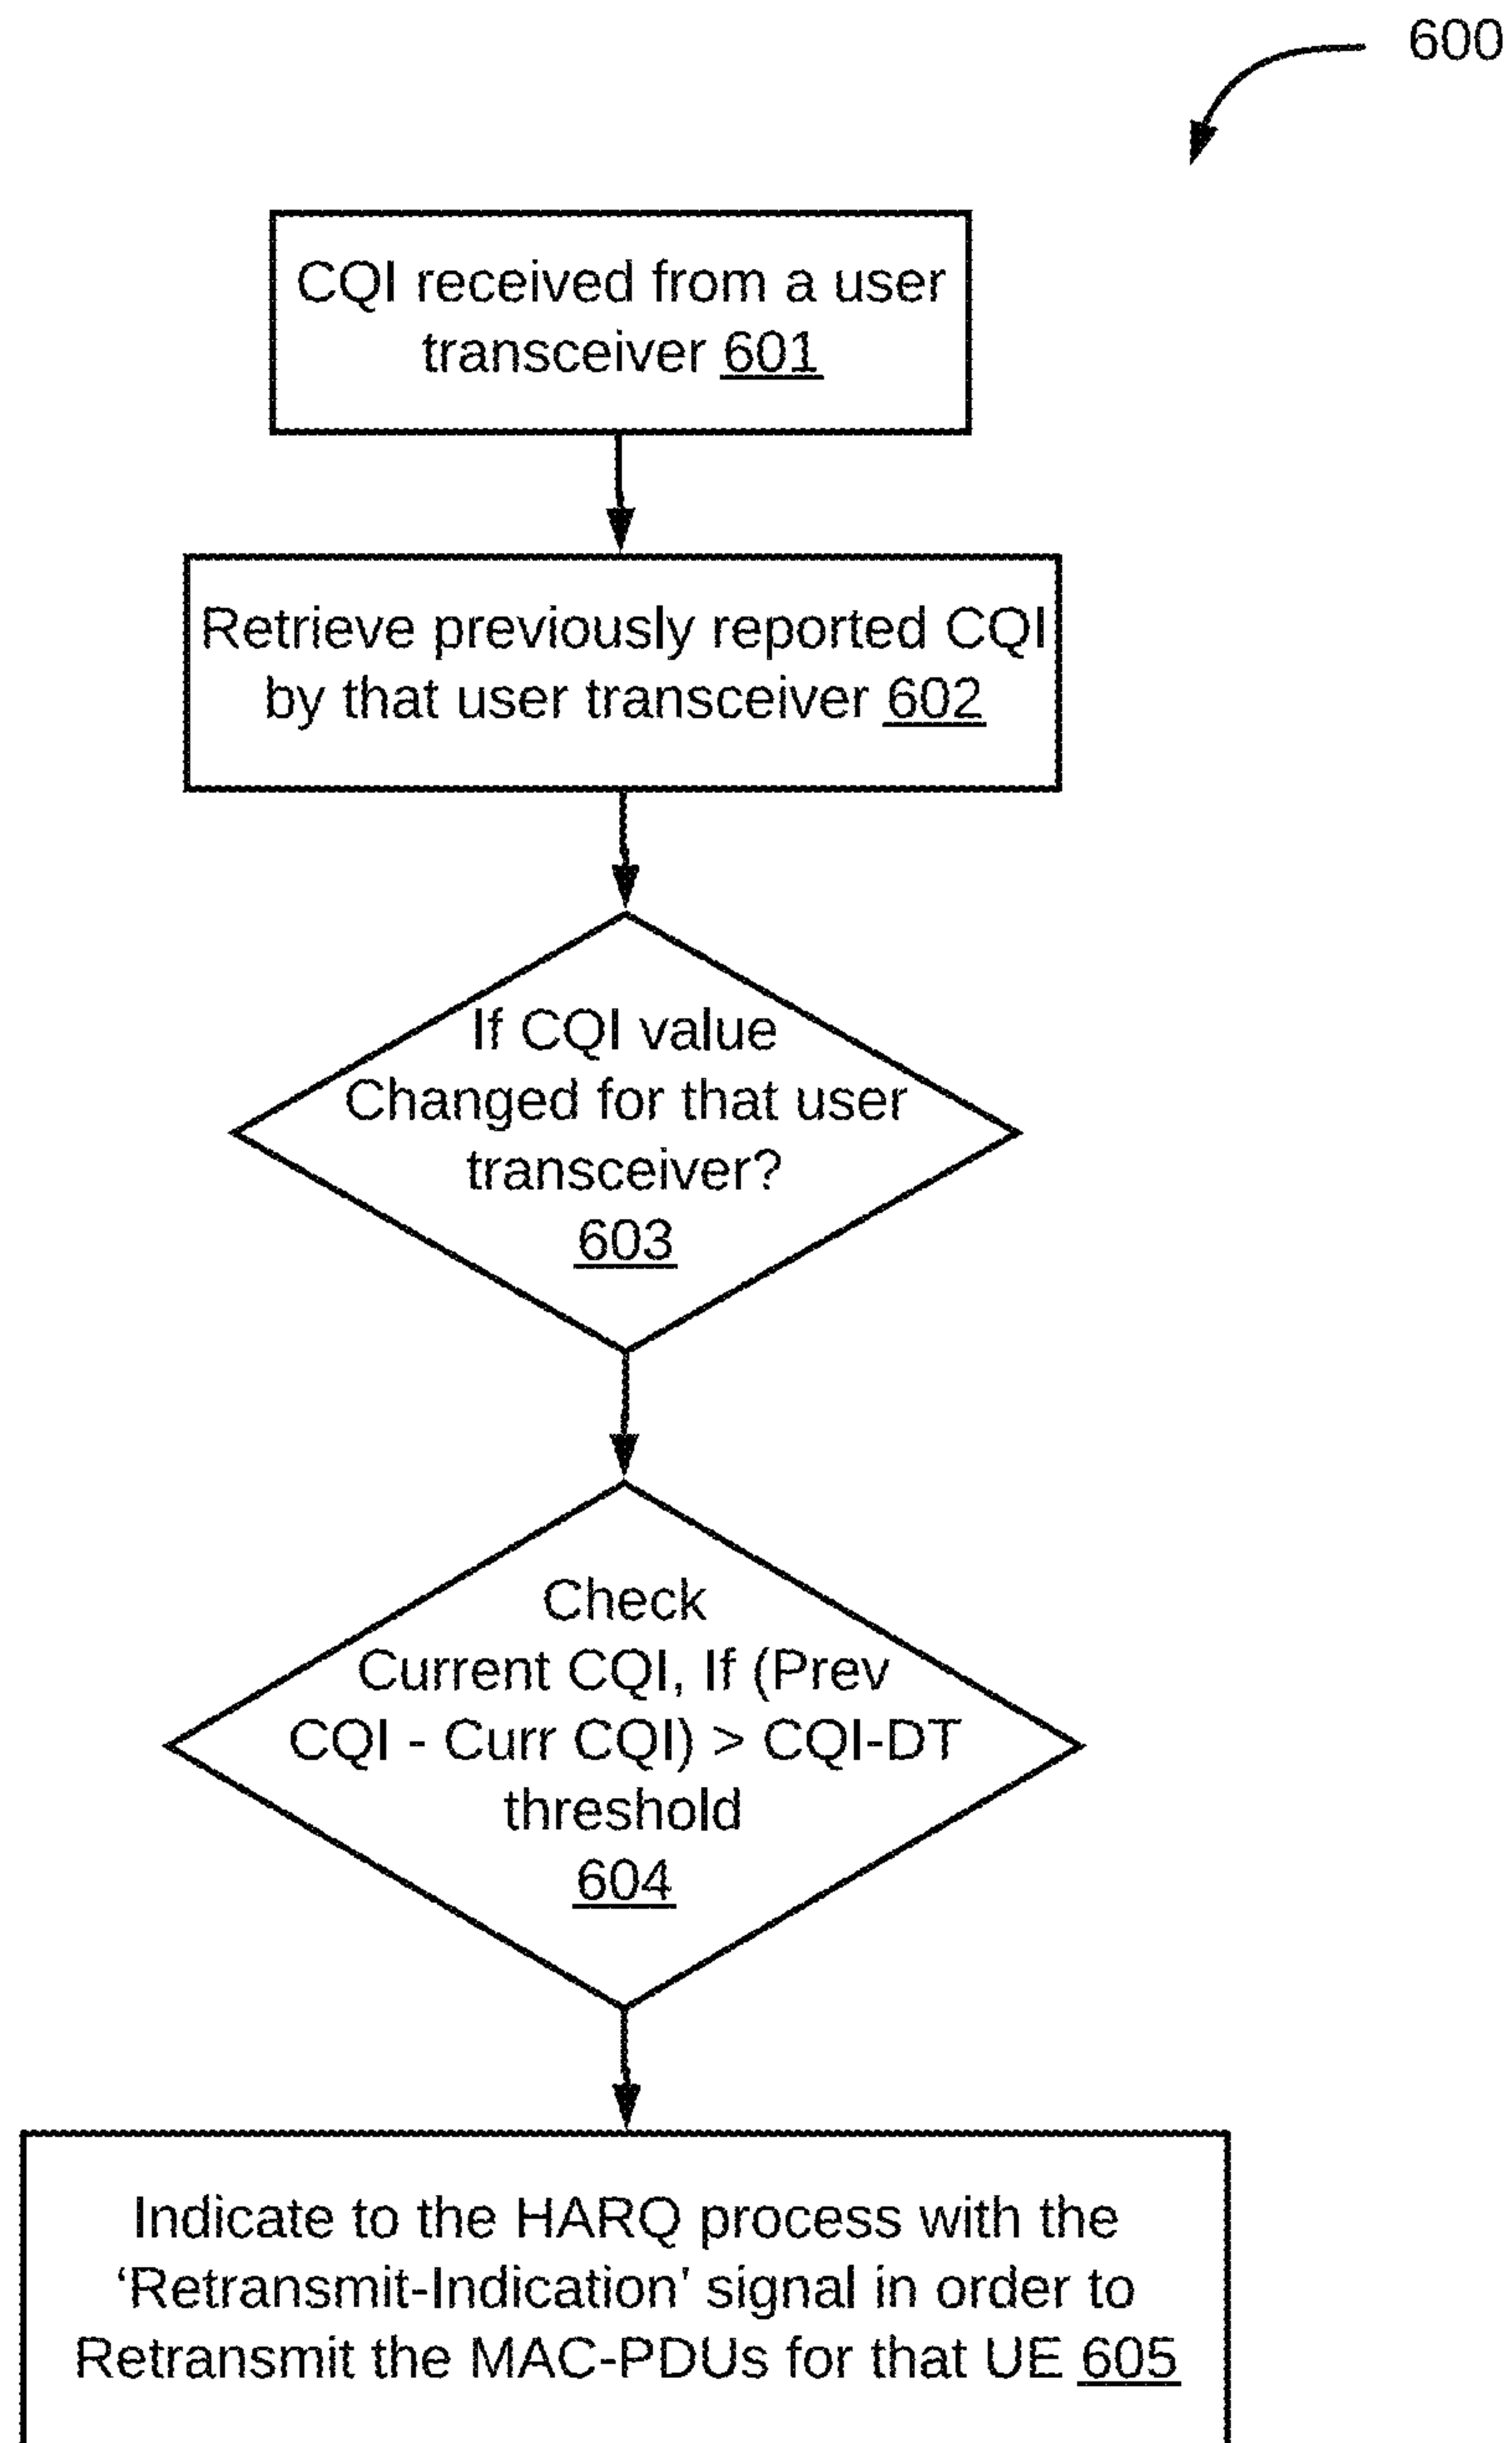 600
CQI received from a user
transceiver 601
Retrieve previously reported CQI
by that user transceiver 602
If CQI value
Changed for that user
transceiver?
603
Check
Current CQI, If (Prev
CQI - Curr CQI) > CQI-DT
threshold
604
Indicate to the HARQ process with the
‘Retransmit-Indication’ signal in order to
Retransmit the MAC-PDUs for that UE 605